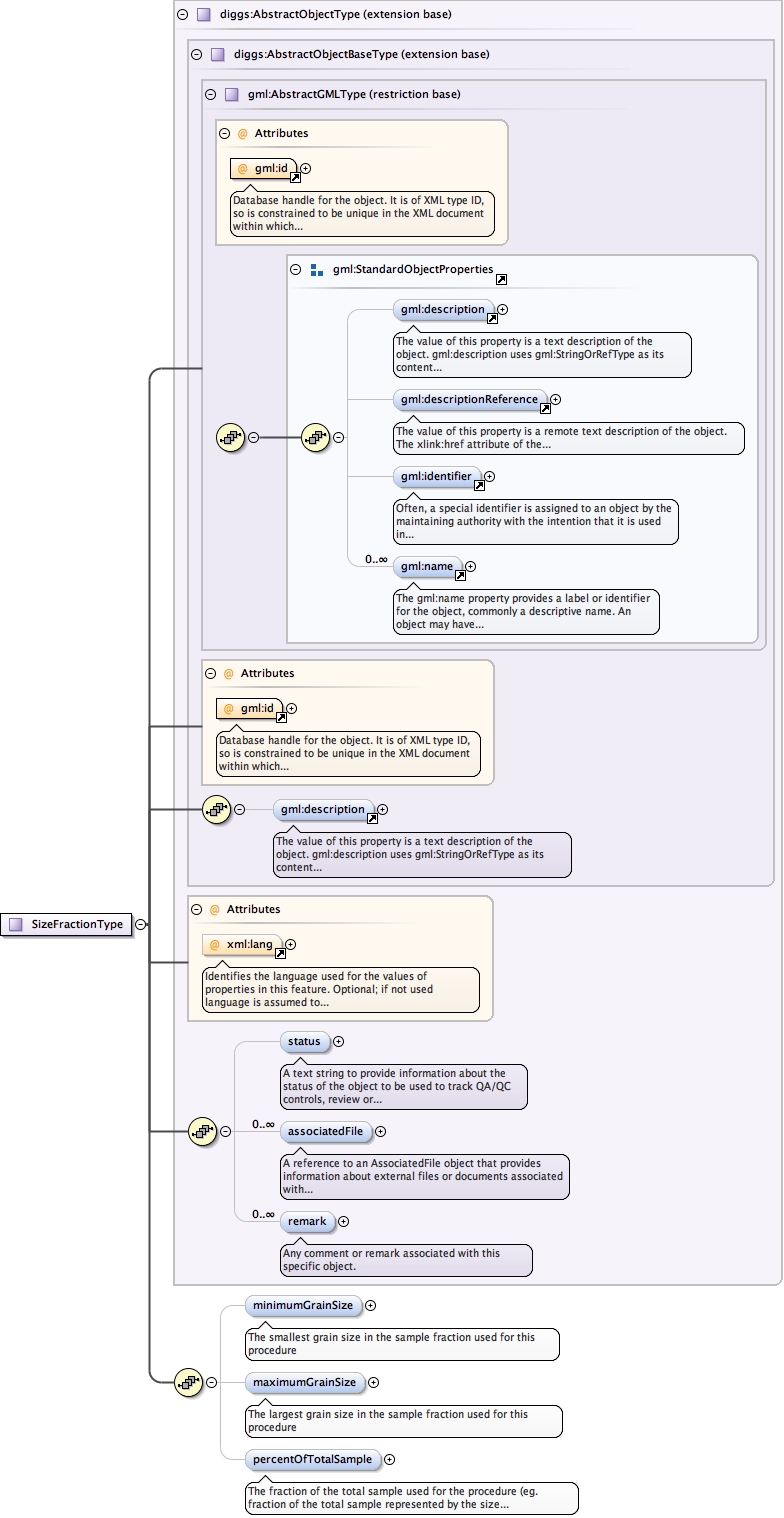 diggs:AbstractObjectType (extension base)
diggs:AbstractObjectBaseType (extension base)
gml:AbstractGMLType (restriction base)
@ Attributes
@ gml:id
Database handle for the object. It is of XML type ID,
so is constrained to be unique in the XML document
within which...
gml:StandardObjectProperties
gml:description
The value of this property is a text description of the
object. gml:description uses gml:StringOrRefType as its
content...
gml:descriptionReference
The value of this property is a remote text description of the object.
The xlink:href attribute of the...
gml:identifier
Often, a special identifier is assigned to an object by the
maintaining authority with the intention that it is used
in...
0..∞
gml:name
The gml:name property provides a label or identifier
for the object, commonly a descriptive name. An
object may have...
@ Attributes
@ gml:id
Database handle for the object. It is of XML type ID,
so is constrained to be unique in the XML document
within which...
gml:description
The value of this property is a text description of the
object. gml:description uses gml:StringOrRefType as its
content...
SizeFractionType
@ Attributes
@ xml:lang
Identifies the language used for the values of
properties in this feature. Optional; if not used
language is assumed to...
status
A text string to provide information about the
status of the object to be used to track QA/QC
controls, review or...
0..∞
associatedFile
A reference to an AssociatedFile object that provides
information about external files or documents associated
with...
0..∞
remark
Any comment or remark associated with this
specific object.
minimumGrainSize
The smallest grain size in the sample fraction used for this
procedure
maximumGrainSize
The largest grain size in the sample fraction used for this
procedure
percentOfTotalSample
The fraction of the total sample used for the procedure (eg.
fraction of the total sample represented by the size...